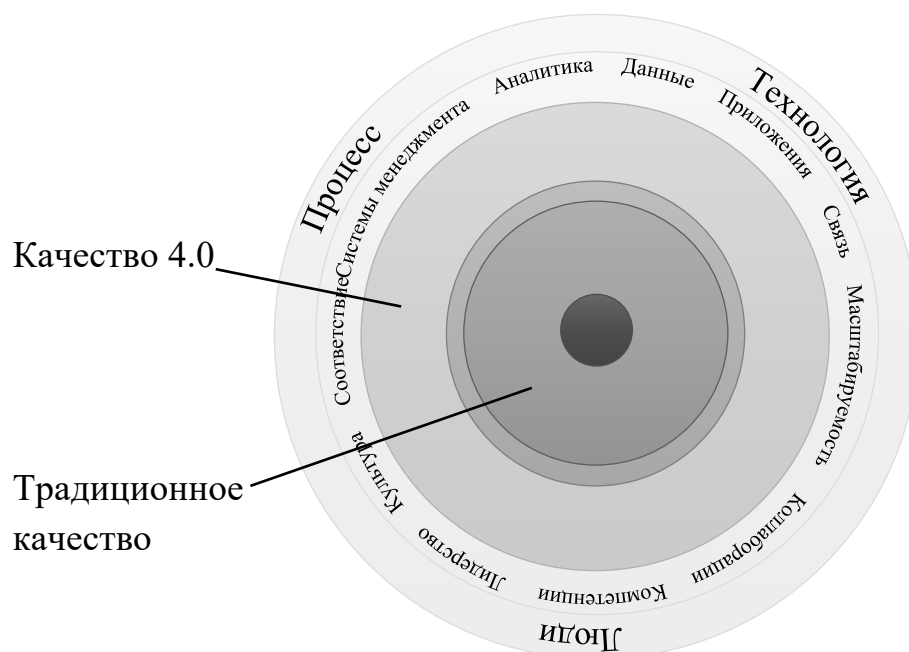 Процесс
Технология
Люди
Аналитика
Данные
Приложения
Связь
Масштабируемость
Коллаборации
Компетенции
Лидерство
Культура
Соответствие
Системы менеджмента
Качество 4.0
Традиционное
качество